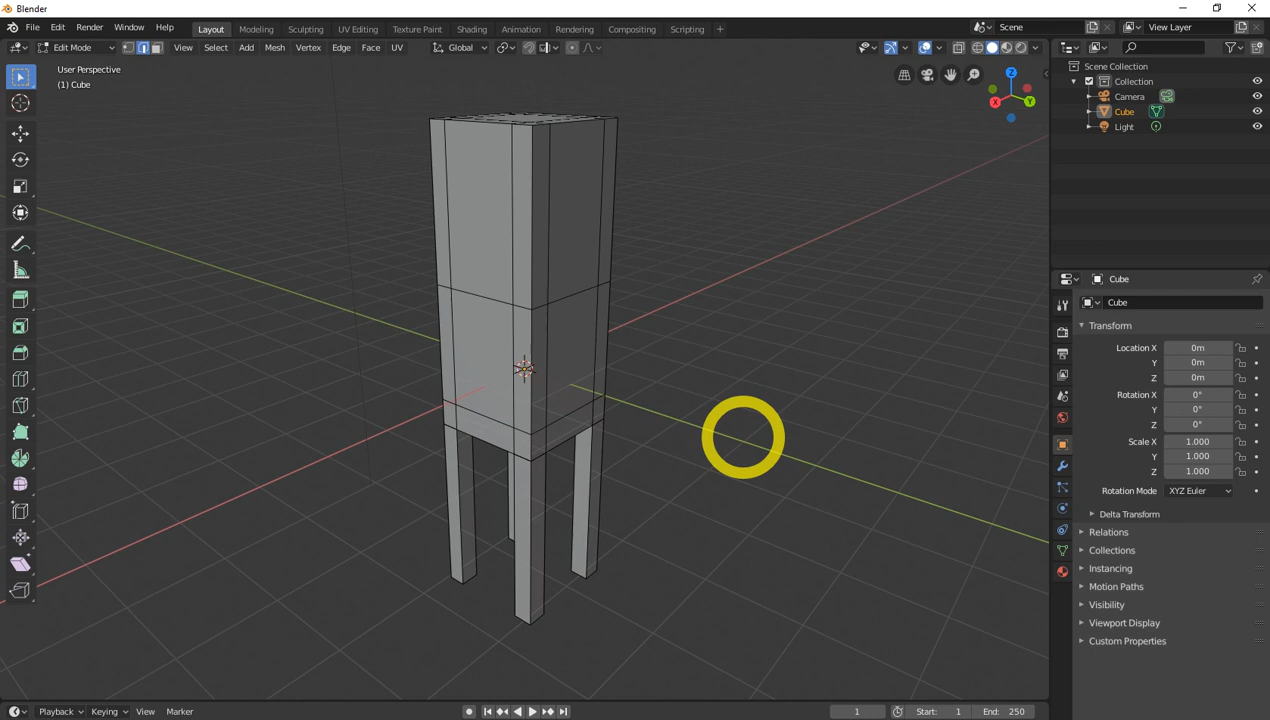 Blender
File Edit Render Window Help Layout Modeling Sculpting UV Editing Texture Paint Shading Animation Rendering Compositing Scripting + Scene View Layer
Edit Mode View Select Add Mesh Vertex Edge Face UV Global
User Perspective
(1) Cube
Z
X
Y
Scene Collection
Collection
Camera
Cube
Light
Cube
Cube
Transform
Location X 0m
Y 0m
Z 0m
Rotation X 0°
Y 0°
Z 0°
Scale X 1.000
Y 1.000
Z 1.000
Rotation Mode XYZ Euler
Delta Transform
Relations
Collections
Instancing
Motion Paths
Visibility
Viewport Display
Custom Properties
Playback Keying View Marker 1 Start: 1 End: 250